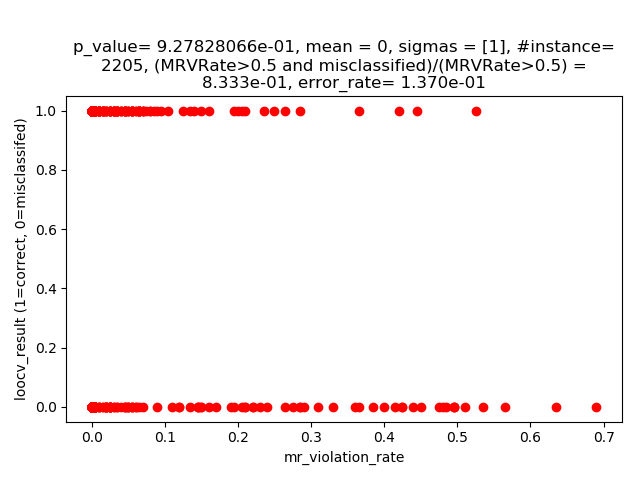 p_value= 9.27828066e-01, mean = 0, sigmas = [1], #instance=
2205, (MRVRate>0.5 and misclassified)/(MRVRate>0.5) =
8.333e-01, error_rate= 1.370e-01
loocv_result (1=correct, 0=misclassifed)
1.0
0.8
0.6
0.4
0.2
0.0
0.0 0.1 0.2 0.3 0.4 0.5 0.6 0.7
mr_violation_rate